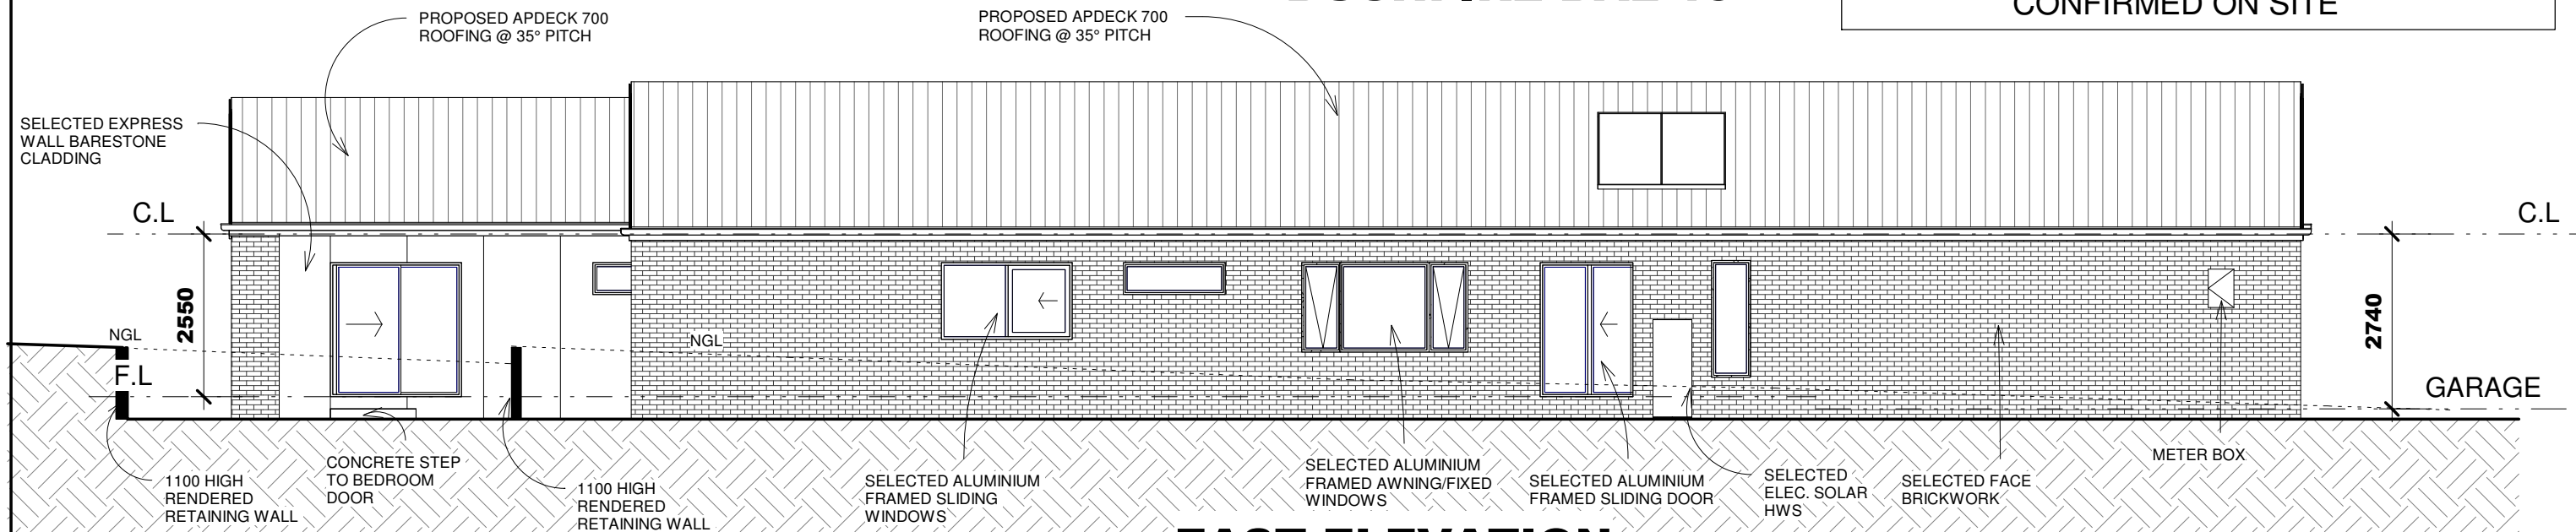 CONFIRMED ON SITE
PROPOSED APDECK 700
ROOFING @ 35° PITCH
PROPOSED APDECK 700
ROOFING @ 35° PITCH
SELECTED EXPRESS
WALL BARESTONE
CLADDING
C.L
C.L
2550
2740
NGL
NGL
F.L
GARAGE
1100 HIGH
RENDERED
RETAINING WALL
CONCRETE STEP
TO BEDROOM
DOOR
1100 HIGH
RENDERED
RETAINING WALL
SELECTED ALUMINIUM
FRAMED SLIDING
WINDOWS
SELECTED ALUMINIUM
FRAMED AWNING/FIXED
WINDOWS
SELECTED ALUMINIUM
FRAMED SLIDING DOOR
SELECTED
ELEC. SOLAR
HWS
SELECTED FACE
BRICKWORK
METER BOX
EAST ELEVATION